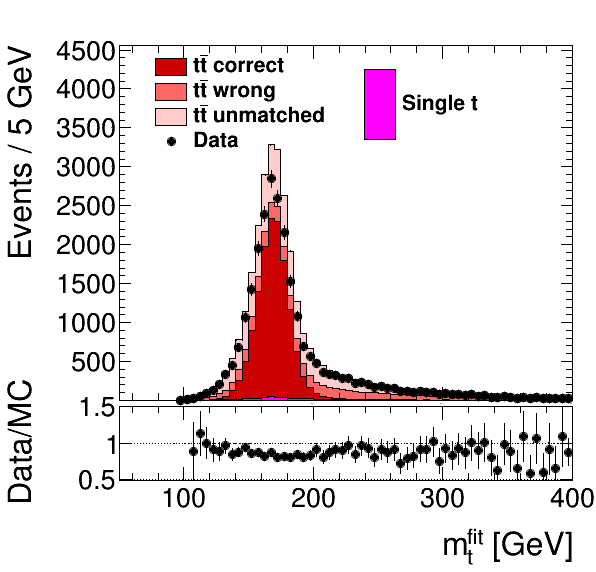 Events / 5 GeV
4500
4000
3500
3000
2500
2000
1500
1000
500
tt̄ correct
tt̄ wrong
tt̄ unmatched
Data
Single t
Data/MC
1.5
1
0.5
100
200
300
400
m_t^fit [GeV]